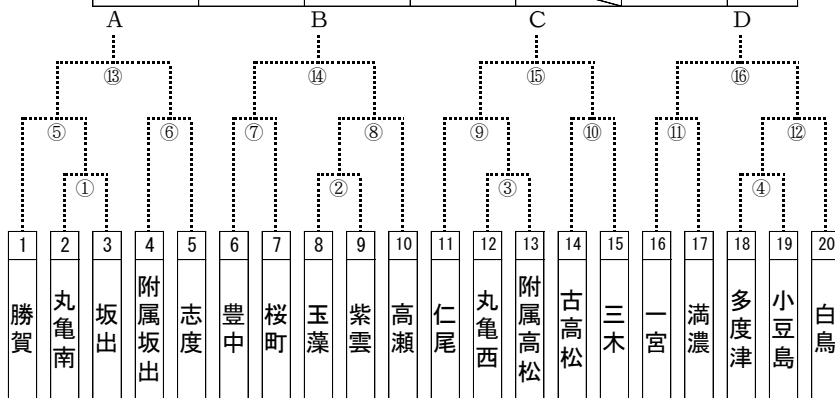 A B C D
⑬ ⑭ ⑮ ⑯
⑤ ⑥ ⑦ ⑧ ⑨ ⑩ ⑪ ⑫
① ② ③ ④
1 2 3 4 5 6 7 8 9 10 11 12 13 14 15 16 17 18 19 20
勝賀
丸亀南
坂出
附属坂出
志度
豊中
桜町
玉藻
紫雲
高瀬
仁尾
丸亀西
附属高松
古高松
三木
一宮
満濃
多度津
小豆島
白鳥